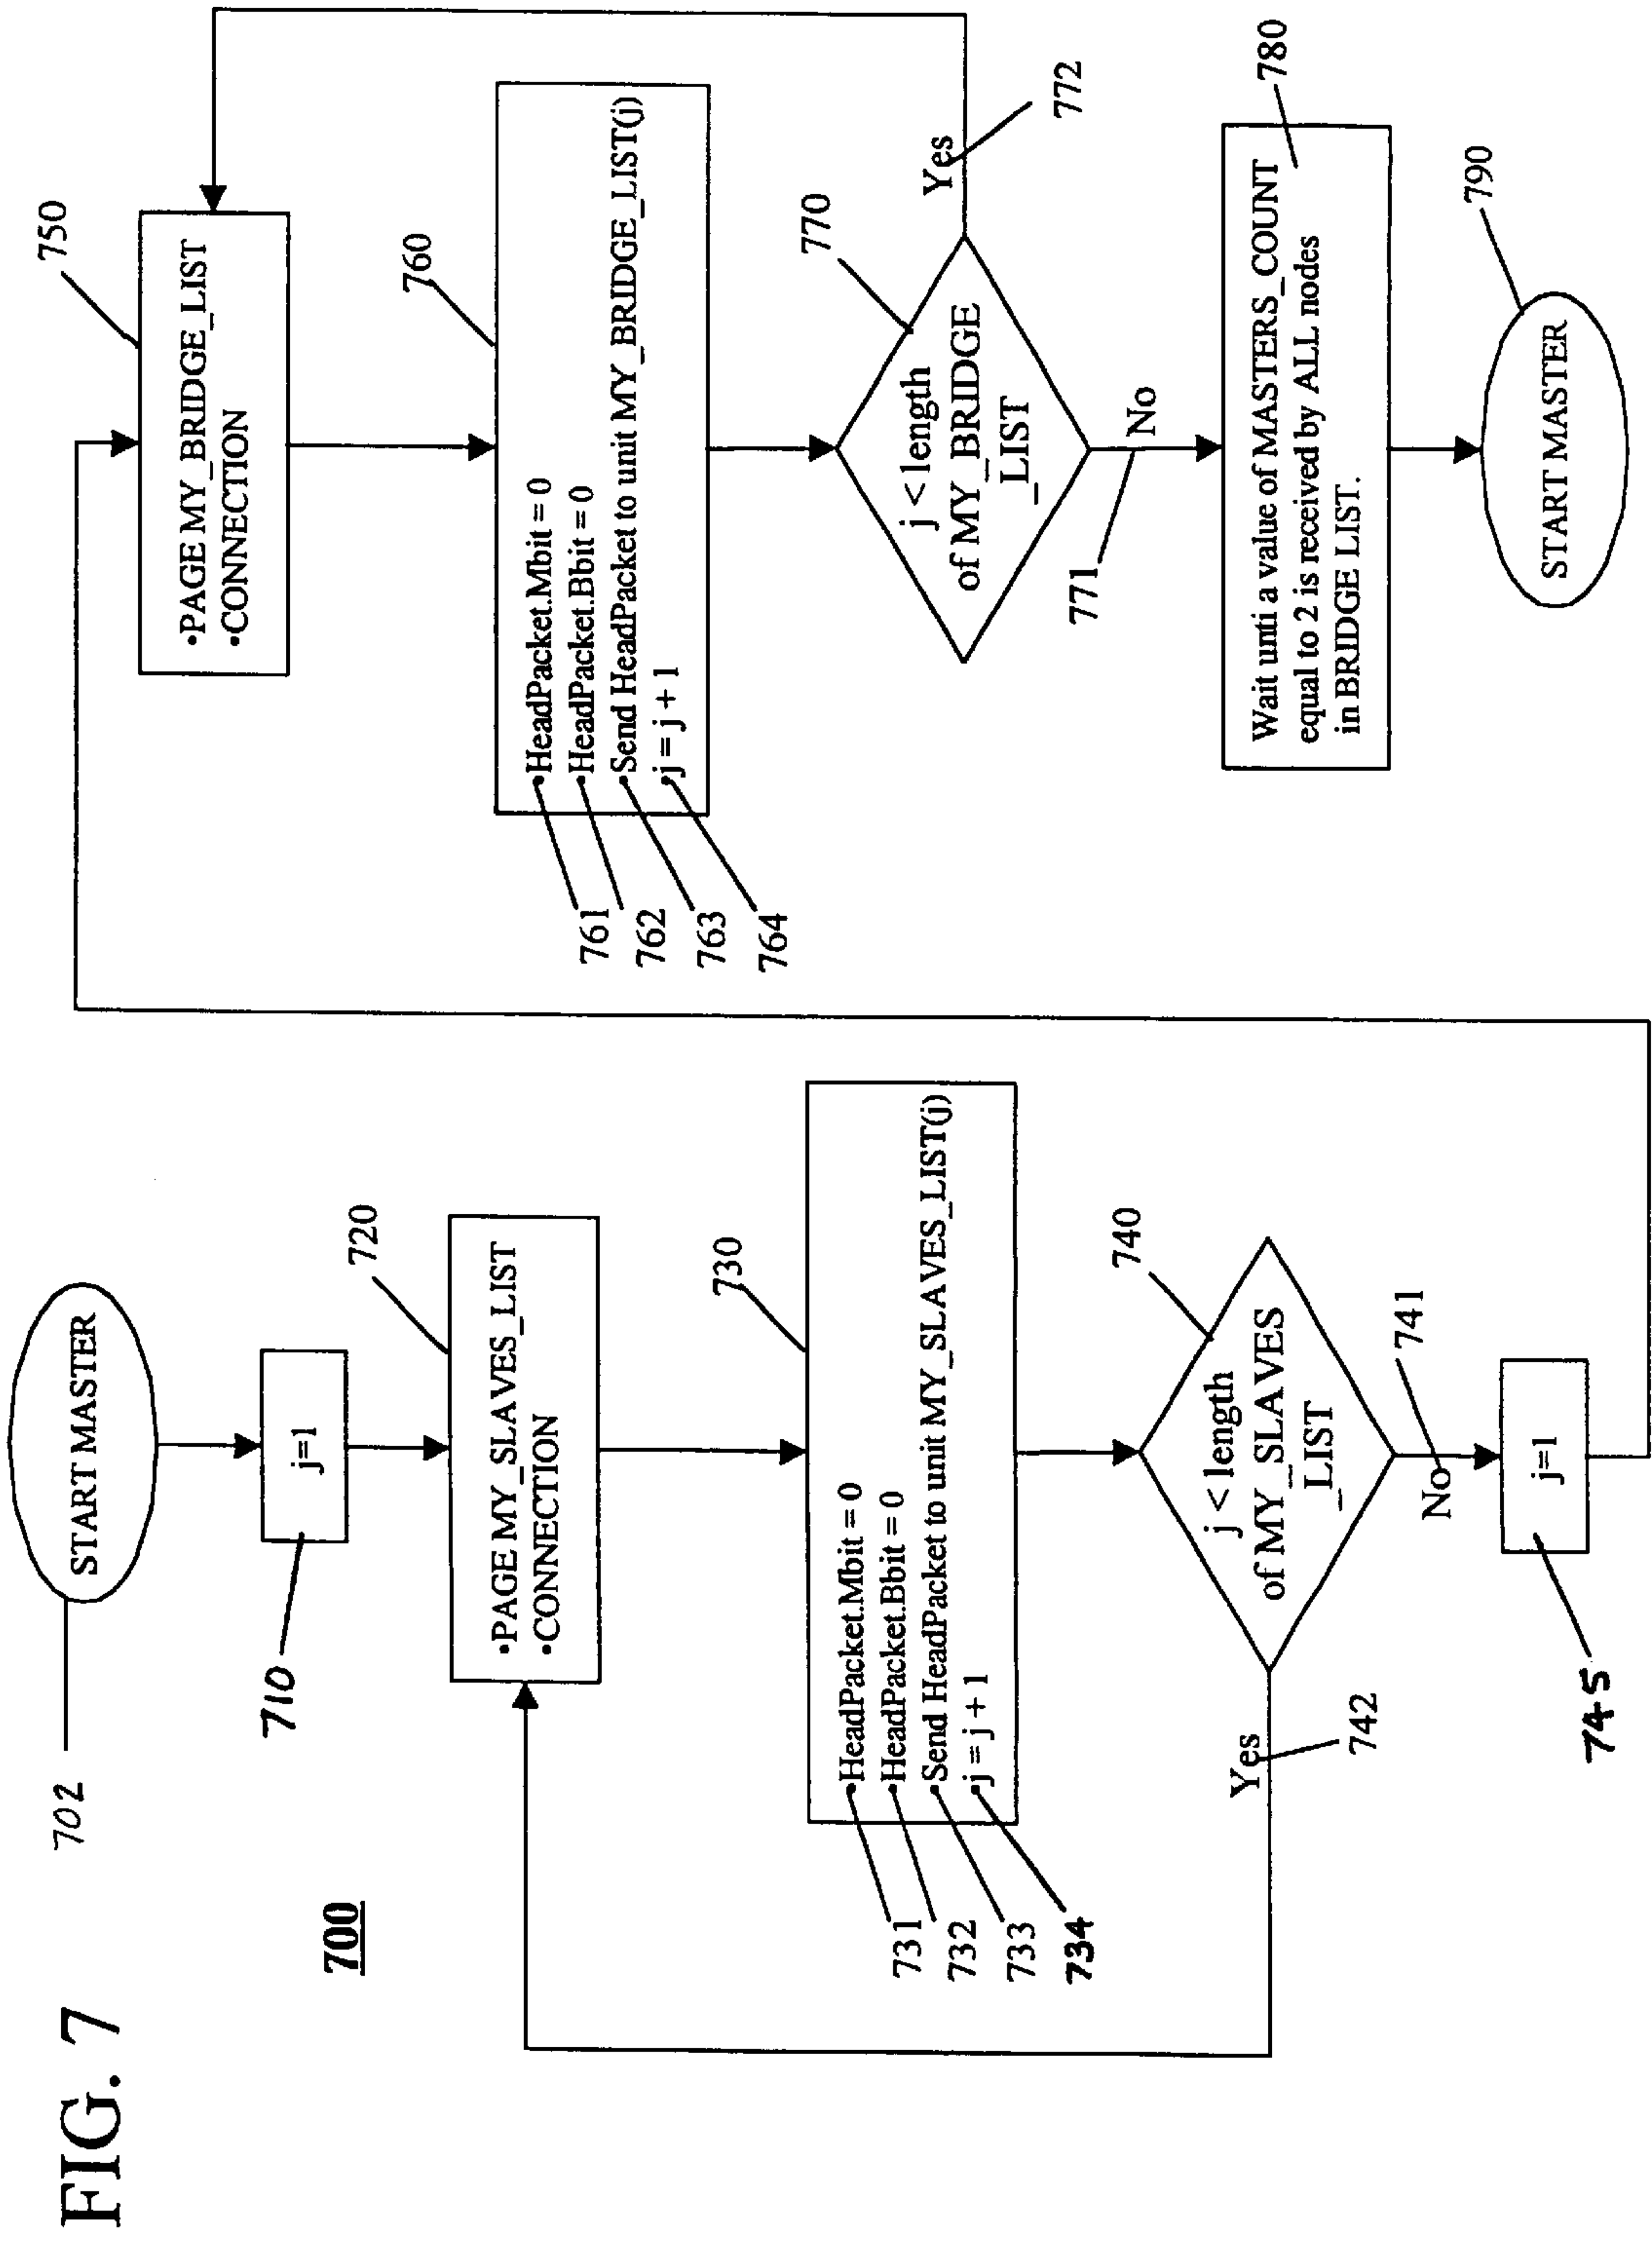 FIG. 7
700
702
START MASTER
710
j=1
720
•PAGE MY_SLAVES_LIST
•CONNECTION
730
•HeadPacket.Mbit = 0
•HeadPacket.Bbit = 0
•Send HeadPacket to unit MY_SLAVES_LIST(j)
•j = j + 1
731
732
733
734
740
j < length
of MY_SLAVES
_LIST
Yes
742
No
741
j=1
745
750
•PAGE MY_BRIDGE_LIST
•CONNECTION
760
•HeadPacket.Mbit = 0
•HeadPacket.Bbit = 0
•Send HeadPacket to unit MY_BRIDGE_LIST(j)
•j = j + 1
761
762
763
764
770
j < length
of MY_BRIDGE
_LIST
Yes
772
No
771
780
Wait unti a value of MASTERS_COUNT
equal to 2 is received by ALL nodes
in BRIDGE LIST.
790
START MASTER